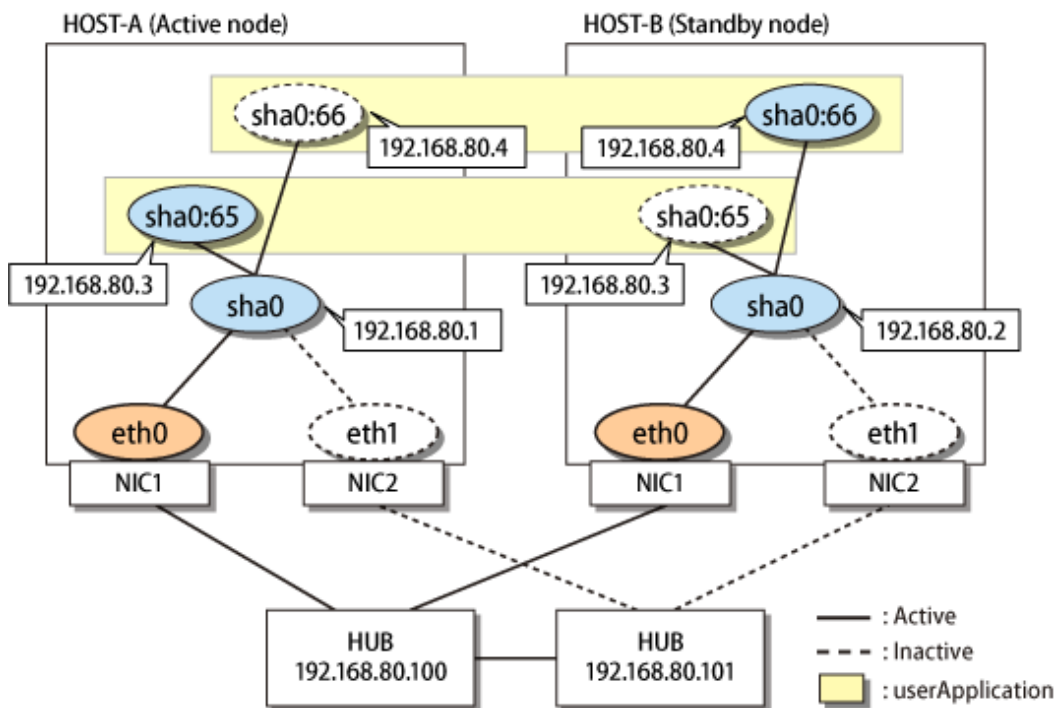 HOST-A (Active node)
HOST-B (Standby node)
sha0:66
192.168.80.4
192.168.80.4
sha0:66
sha0:65
192.168.80.3
sha0:65
192.168.80.3
sha0
192.168.80.1
sha0
192.168.80.2
eth0
eth1
eth0
eth1
NIC1
NIC2
NIC1
NIC2
HUB
192.168.80.100
HUB
192.168.80.101
: Active
: Inactive
: userApplication